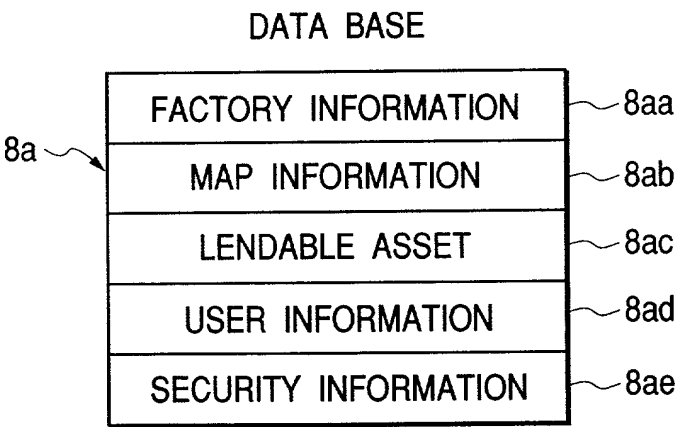 DATA BASE
FACTORY INFORMATION 8aa
8a
MAP INFORMATION 8ab
LENDABLE ASSET 8ac
USER INFORMATION 8ad
SECURITY INFORMATION 8ae